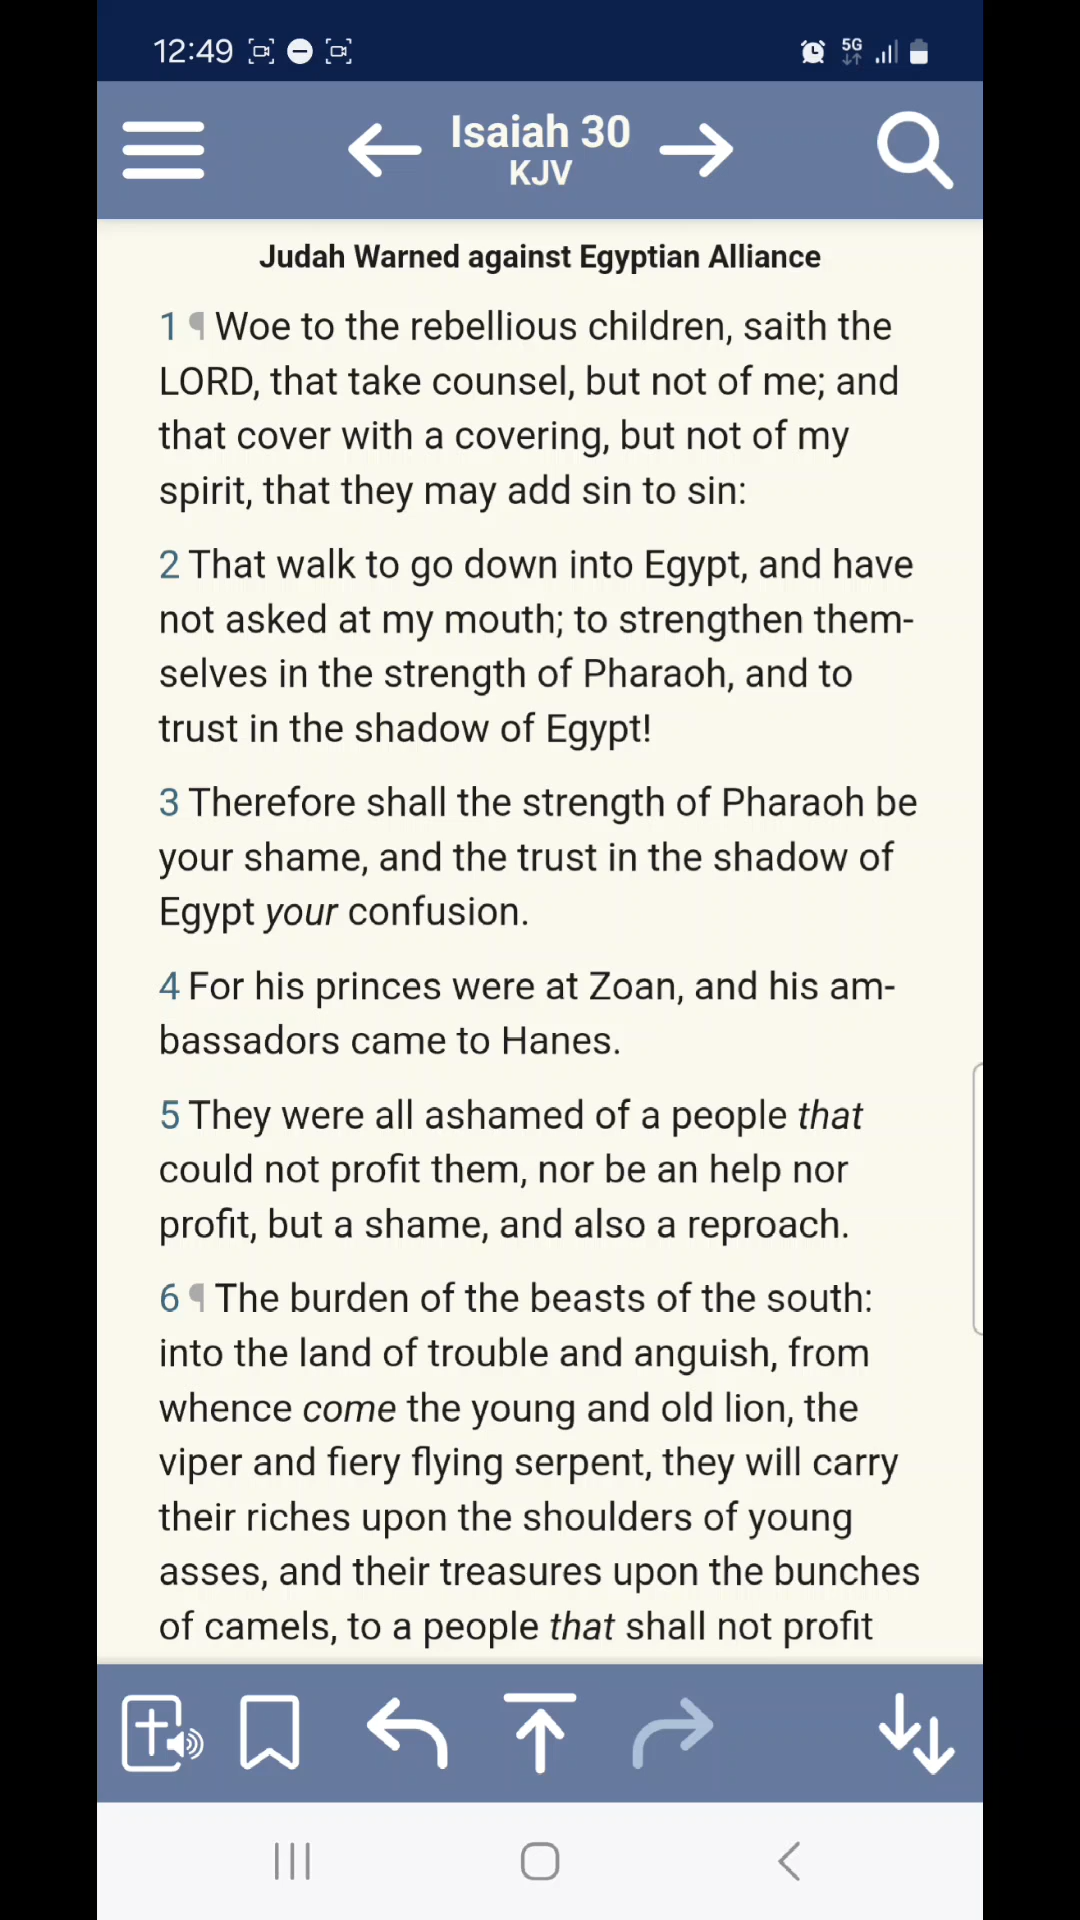 12:49
5G
Isaiah 30
KJV
Judah Warned against Egyptian Alliance
1 ¶ Woe to the rebellious children, saith the
LORD, that take counsel, but not of me; and
that cover with a covering, but not of my
spirit, that they may add sin to sin:
2 That walk to go down into Egypt, and have
not asked at my mouth; to strengthen them-
selves in the strength of Pharaoh, and to
trust in the shadow of Egypt!
3 Therefore shall the strength of Pharaoh be
your shame, and the trust in the shadow of
Egypt your confusion.
4 For his princes were at Zoan, and his am-
bassadors came to Hanes.
5 They were all ashamed of a people that
could not profit them, nor be an help nor
profit, but a shame, and also a reproach.
6 ¶ The burden of the beasts of the south:
into the land of trouble and anguish, from
whence come the young and old lion, the
viper and fiery flying serpent, they will carry
their riches upon the shoulders of young
asses, and their treasures upon the bunches
of camels, to a people that shall not profit